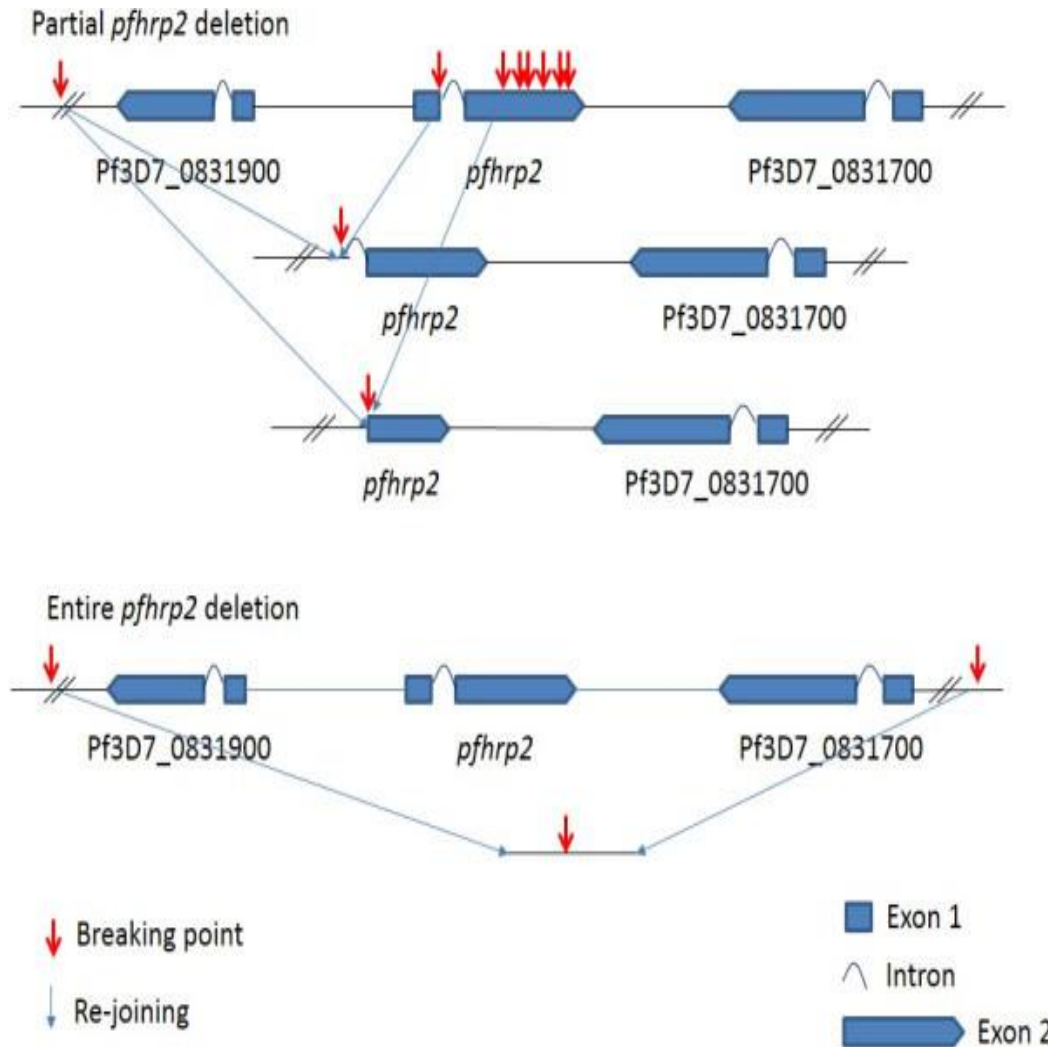 Partial pfhrp2 deletion
Pf3D7_0831900 pfhrp2 Pf3D7_0831700
pfhrp2 Pf3D7_0831700
pfhrp2 Pf3D7_0831700
Entire pfhrp2 deletion
Pf3D7_0831900 pfhrp2 Pf3D7_0831700
Breaking point
Re-joining
Exon 1
Intron
Exon 2